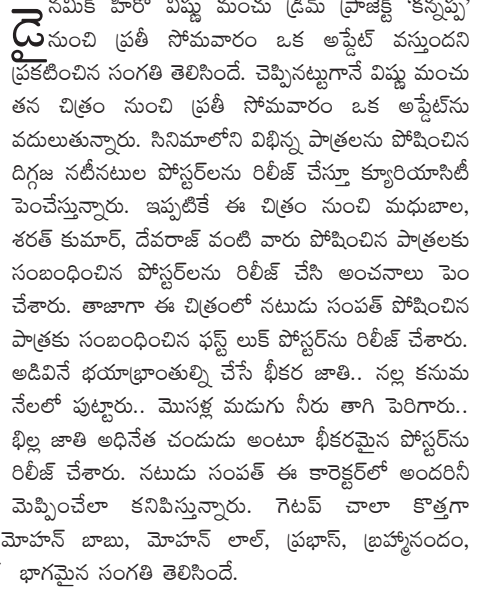 డైనమిక్ హీరో విష్ణు మంచు డ్రీమ్ ప్రాజెక్ట్ ‘కన్నప్ప’
నుంచి ప్రతీ సోమవారం ఒక అప్డేట్ వస్తుందని
ప్రకటించిన సంగతి తెలిసిందే. చెప్పినట్టుగానే విష్ణు మంచు
తన చిత్రం నుంచి ప్రతీ సోమవారం ఒక అప్డేట్‌ను
వదులుతున్నారు. సినిమాలోని విభిన్న పాత్రలను పోషించిన
దిగ్గజ నటీనటుల పోస్టర్‌లను రిలీజ్ చేస్తూ క్యూరియాసిటీ
పెంచేస్తున్నారు. ఇప్పటికే ఈ చిత్రం నుంచి మధుబాల,
శరత్ కుమార్, దేవరాజ్ వంటి వారు పోషించిన పాత్రలకు
సంబంధించిన పోస్టర్‌లను రిలీజ్ చేసి అంచనాలు పెం
చేశారు. తాజాగా ఈ చిత్రంలో నటుడు సంపత్ పోషించిన
పాత్రకు సంబంధించిన ఫస్ట్ లుక్ పోస్టర్‌ను రిలీజ్ చేశారు.
అడివినే భయాభ్రాంతుల్ని చేసే భీకర జాతి.. నల్ల కనుమ
నేలలో పుట్టారు.. మొసళ్ల మడుగు నీరు తాగి పెరిగారు..
భిల్ల జాతి అధినేత చండుడు అంటూ భీకరమైన పోస్టర్‌ను
రిలీజ్ చేశారు. నటుడు సంపత్ ఈ కారెక్టర్‌లో అందరినీ
మెప్పించేలా కనిపిస్తున్నారు. గెటప్ చాలా కొత్తగా
మోహన్ బాబు, మోహన్ లాల్, ప్రభాస్, బ్రహ్మానందం,
భాగమైన సంగతి తెలిసిందే.